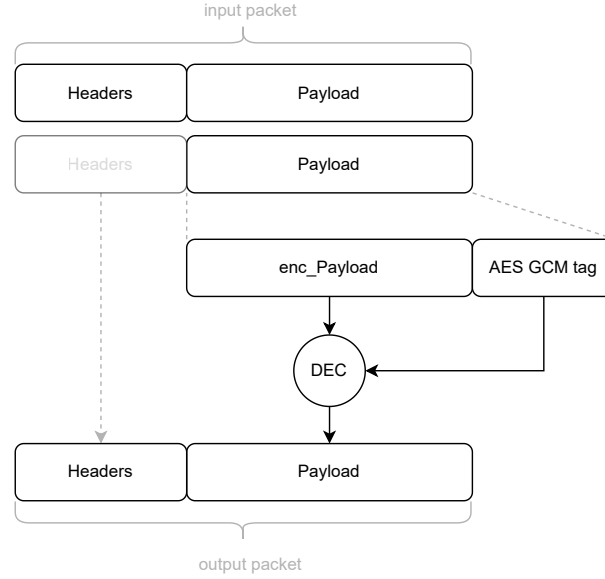 input packet
Headers
Payload
Headers
Payload
enc_Payload
AES GCM tag
DEC
Headers
Payload
output packet